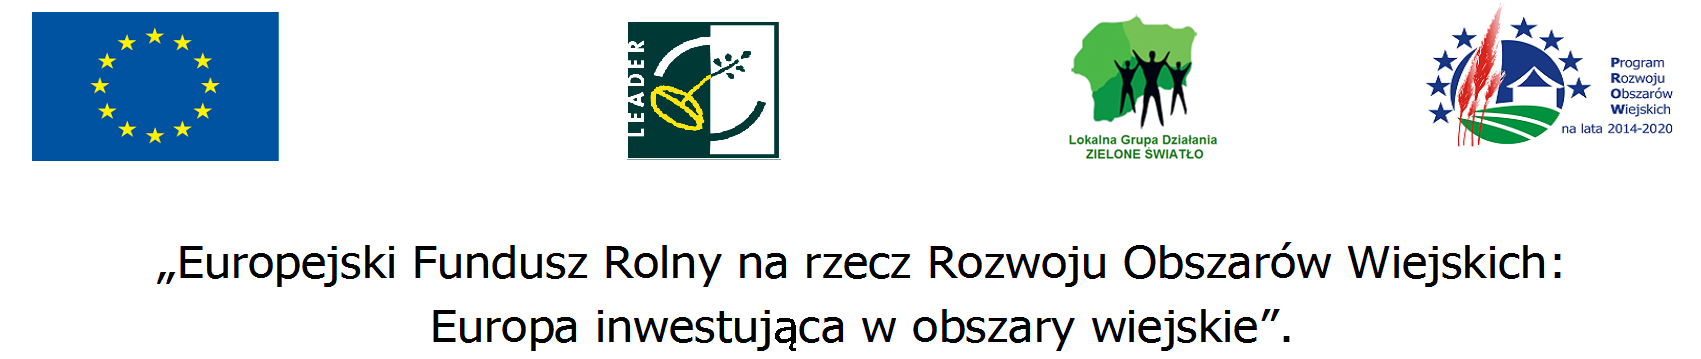 LEADER
Lokalna Grupa Działania
ZIELONE ŚWIATŁO
Program
Rozwoju
Obszarów
Wiejskich
na lata 2014-2020
„Europejski Fundusz Rolny na rzecz Rozwoju Obszarów Wiejskich:
Europa inwestująca w obszary wiejskie”.